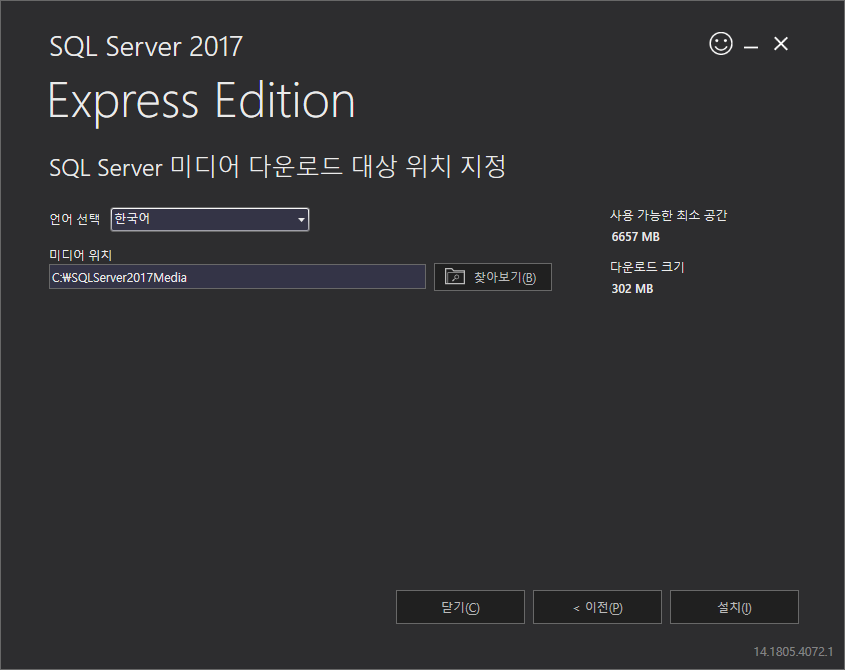 SQL Server 2017
Express Edition
SQL Server 미디어 다운로드 대상 위치 지정
언어 선택 한국어
사용 가능한 최소 공간
6657 MB
미디어 위치
C:₩SQLServer2017Media
찾아보기(B)
다운로드 크기
302 MB
닫기(C)
< 이전(P)
설치(I)
14.1805.4072.1